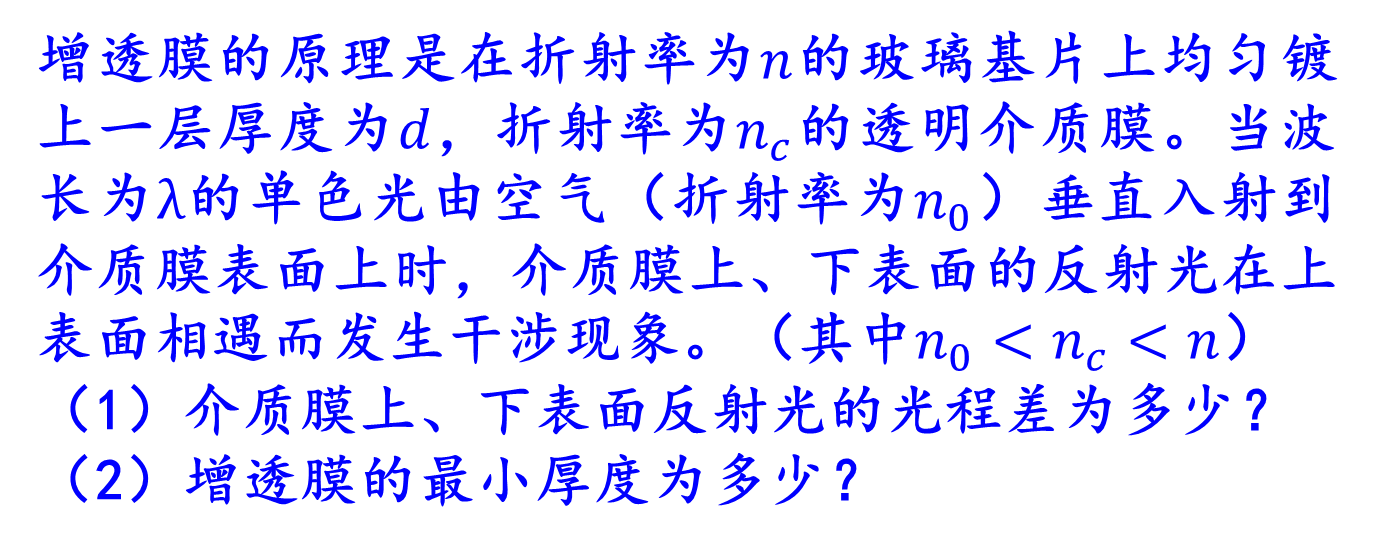 增透膜的原理是在折射率为n的玻璃基片上均匀镀
上一层厚度为d，折射率为n_c的透明介质膜。当波
长为λ的单色光由空气（折射率为n_0）垂直入射到
介质膜表面上时，介质膜上、下表面的反射光在上
表面相遇而发生干涉现象。（其中n_0 < n_c < n）
（1）介质膜上、下表面反射光的光程差为多少？
（2）增透膜的最小厚度为多少？